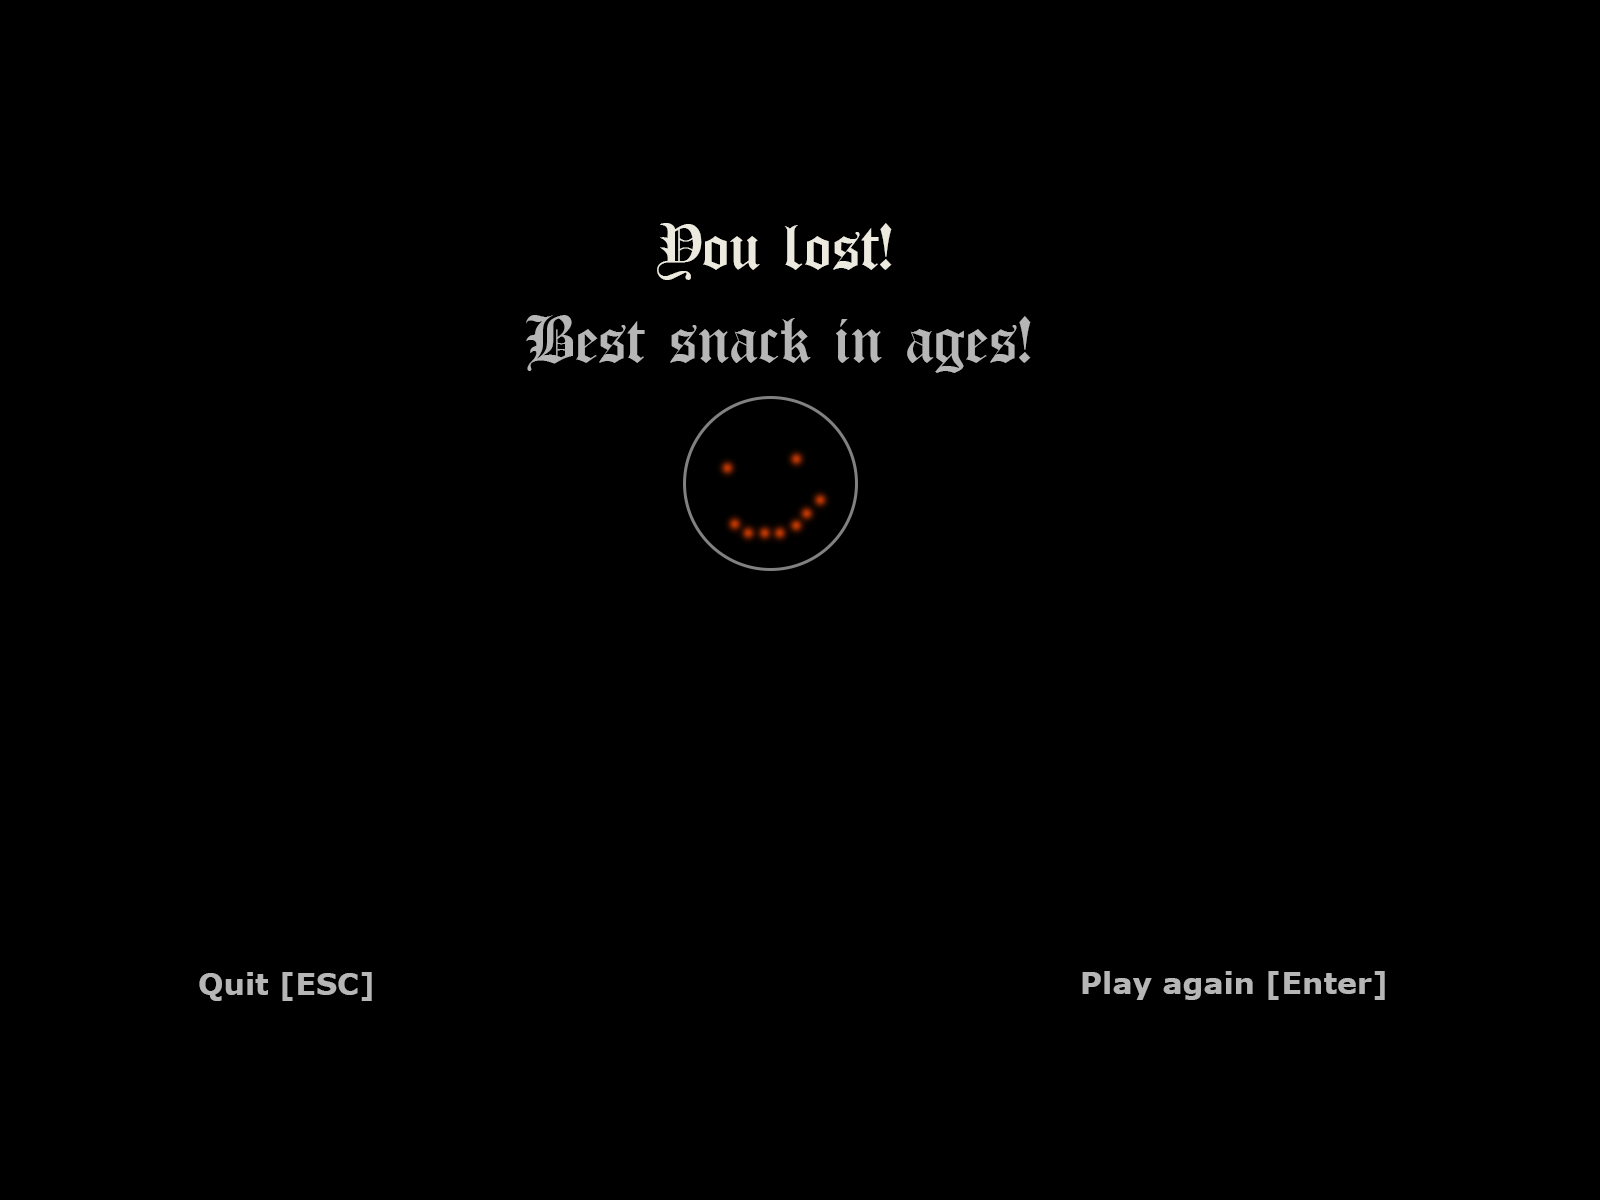 You lost!
Best snack in ages!
Quit [ESC]
Play again [Enter]